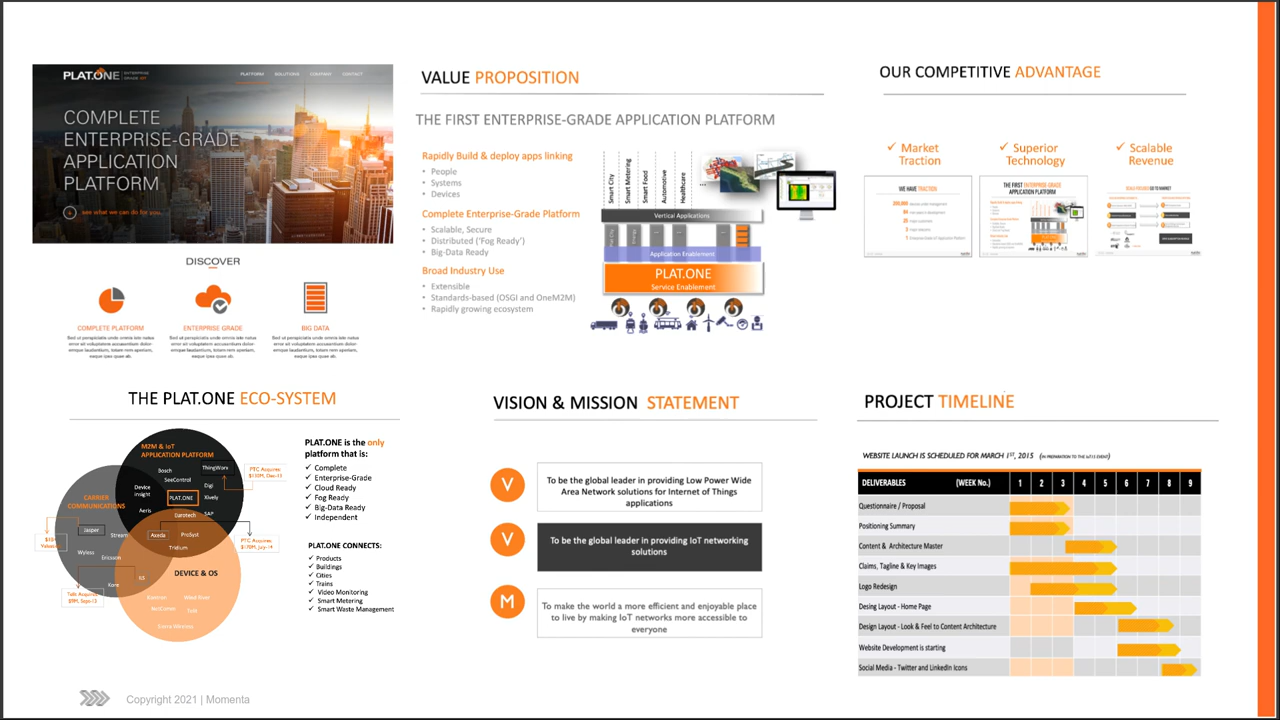 PLAT.ONE ENTERPRISE GRADE IOT
PLATFORM SOLUTIONS COMPANY CONTACT
COMPLETE
ENTERPRISE-GRADE
APPLICATION
PLATFORM
see what we can do for you.
DISCOVER
COMPLETE PLATFORM
ENTERPRISE GRADE
BIG DATA
VALUE PROPOSITION
THE FIRST ENTERPRISE-GRADE APPLICATION PLATFORM
Rapidly Build & deploy apps linking
• People
• Systems
• Devices
Complete Enterprise-Grade Platform
• Scalable, Secure
• Distributed ('Fog Ready')
• Big-Data Ready
Broad Industry Use
• Extensible
• Standards-based (OSGI and OneM2M)
• Rapidly growing ecosystem
Smart City
Smart Metering
Smart Food
Automotive
Healthcare
...
Vertical Applications
Application Enablement
PLAT.ONE
Service Enablement
OUR COMPETITIVE ADVANTAGE
✓ Market
Traction
✓ Superior
Technology
✓ Scalable
Revenue
WE HAVE TRACTION
THE FIRST ENTERPRISE-GRADE
APPLICATION PLATFORM
THE PLAT.ONE ECO-SYSTEM
M2M & IoT
APPLICATION PLATFORM
Bosch
ThingWorx
SeeControl
Device
Insight
Digi
PLAT.ONE
Xively
Aeris
Eurotech
SAP
CARRIER
COMMUNICATIONS
Jasper
Stream
Axeda
ProSyst
Wyless
Ericsson
Tridium
Kore
DEVICE & OS
Wind River
Telit
Sierra Wireless
PTC Acquires:
PTC Acquires:
$170M, July-14
PLAT.ONE is the only
platform that is:
✓ Complete
✓ Enterprise-Grade
✓ Cloud Ready
✓ Fog Ready
✓ Big-Data Ready
✓ Independent
PLAT.ONE CONNECTS:
✓ Products
✓ Buildings
✓ Cities
✓ Trains
✓ Video Monitoring
✓ Smart Metering
✓ Smart Waste Management
VISION & MISSION STATEMENT
V
To be the global leader in providing Low Power Wide
Area Network solutions for Internet of Things
applications
V
To be the global leader in providing IoT networking
solutions
M
To make the world a more efficient and enjoyable place
to live by making IoT networks more accessible to
everyone
PROJECT TIMELINE
WEBSITE LAUNCH IS SCHEDULED FOR MARCH 1ST, 2015 (IN PREPARATION TO THE IOT15 EVENT)
DELIVERABLES (WEEK No.) 1 2 3 4 5 6 7 8 9
Questionnaire / Proposal
Positioning Summary
Content & Architecture Master
Claims, Tagline & Key Images
Logo Redesign
Desing Layout - Home Page
Design Layout - Look & Feel to Content Architecture
Website Development is starting
Social Media - Twitter and LinkedIn Icons
Copyright 2021 | Momenta